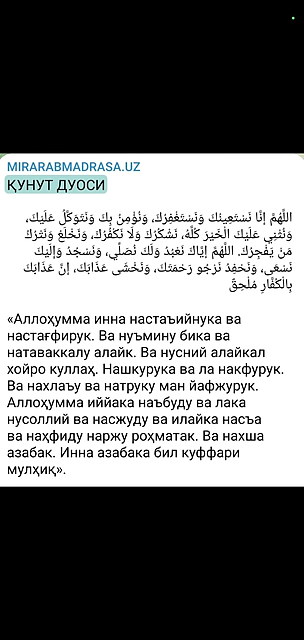 MIRARABMADRASA.UZ
ҚУНУТ ДУОСИ
اللَّهُمَّ إِنَّا نَسْتَعِينُكَ وَنَسْتَغْفِرُكَ، وَنُؤْمِنُ بِكَ وَنَتَوَكَّلُ عَلَيْكَ،
وَنُثْنِي عَلَيْكَ الْخَيْرَ كُلَّهُ، نَشْكُرُكَ وَلَا نَكْفُرُكَ، وَنَخْلَعُ وَنَتْرُكُ
مَنْ يَفْجُرُكَ. اللَّهُمَّ إِيَّاكَ نَعْبُدُ وَلَكَ نُصَلِّي، وَنَسْجُدُ وَإِلَيْكَ
نَسْعَى، وَنَحْفِدُ نَرْجُو رَحْمَتَكَ، وَنَخْشَى عَذَابَكَ، إِنَّ عَذَابَكَ
بِالْكُفَّارِ مُلْحِقٌ
«Аллоҳумма инна настаъийнука ва
настағфирук. Ва нуъмину бика ва
натаваккалу алайк. Ва нусний алайкал
хойро куллаҳ. Нашкурука ва ла накфурук.
Ва нахлаъу ва натруку ман йафжурук.
Аллоҳумма иййака наъбуду ва лака
нусоллий ва насжуду ва илайка насъа
ва наҳфиду наржу роҳматак. Ва нахша
азабак. Инна азабака бил куффари
мулҳиқ».